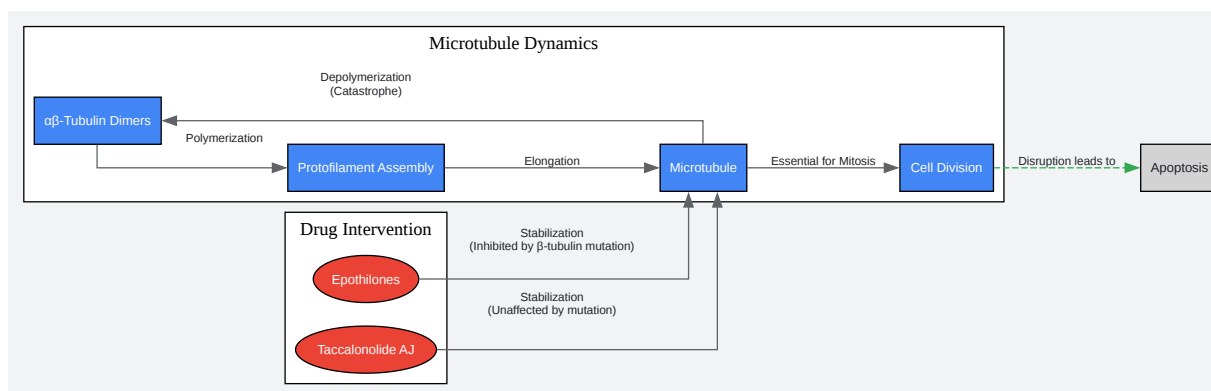 Microtubule Dynamics
Depolymerization
(Catastrophe)
αβ-Tubulin Dimers
Polymerization
Protofilament Assembly
Elongation
Microtubule
Essential for Mitosis
Cell Division
Disruption leads to
Apoptosis
Drug Intervention
Stabilization
(Inhibited by β-tubulin mutation)
Epothilones
Stabilization
(Unaffected by mutation)
Taccalonolide AJ